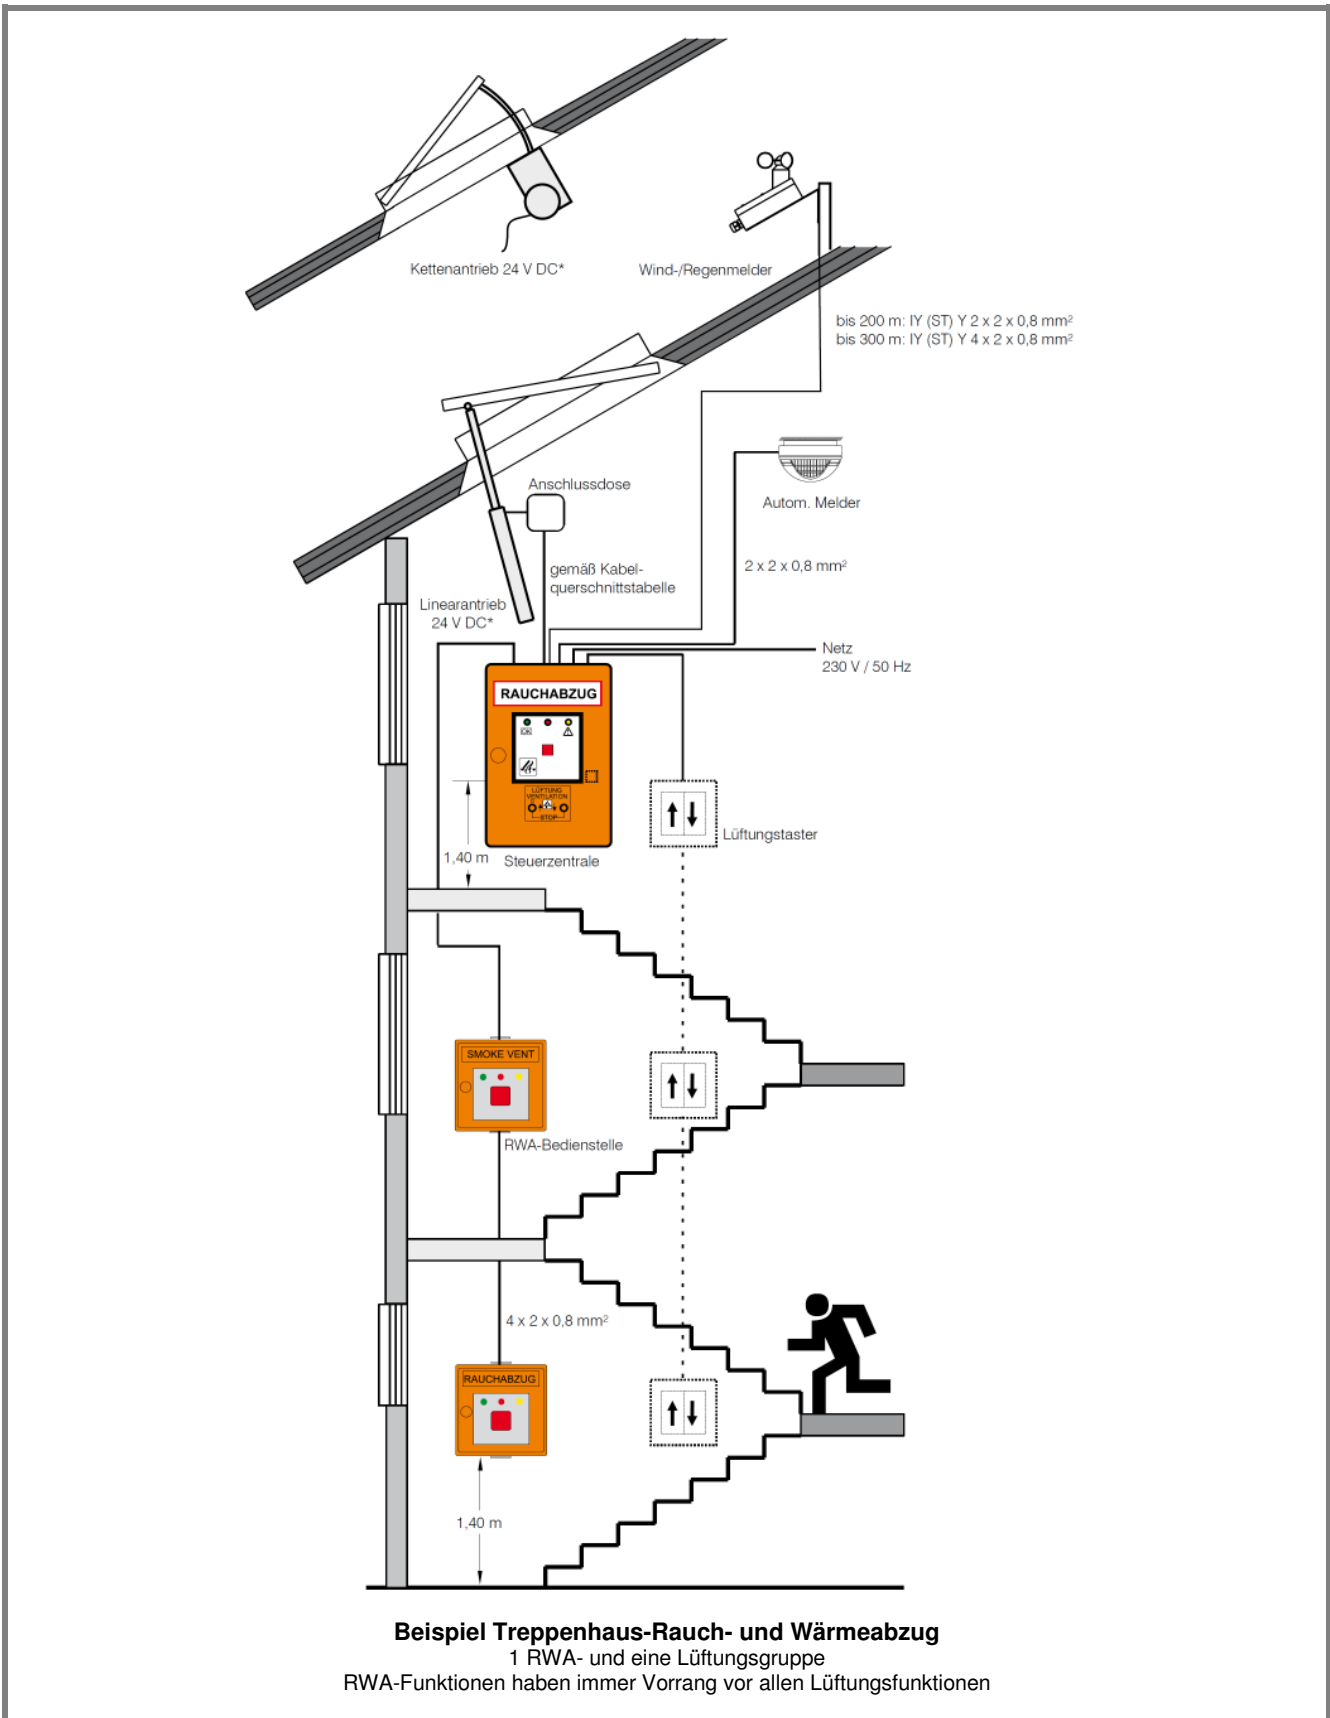 Kettenantrieb 24 V DC*
Wind-/Regenmelder
bis 200 m: IY (ST) Y 2 x 2 x 0,8 mm²
bis 300 m: IY (ST) Y 4 x 2 x 0,8 mm²
Anschlussdose
Autom. Melder
gemäß Kabel-
querschnittstabelle
2 x 2 x 0,8 mm²
Linearantrieb
24 V DC*
Netz
230 V / 50 Hz
RAUCHABZUG
OK
LÜFTUNG
VENTILATION
STOP
Lüftungstaster
1,40 m
Steuerzentrale
SMOKE VENT
RWA-Bedienstelle
4 x 2 x 0,8 mm²
RAUCHABZUG
1,40 m
Beispiel Treppenhaus-Rauch- und Wärmeabzug
1 RWA- und eine Lüftungsgruppe
RWA-Funktionen haben immer Vorrang vor allen Lüftungsfunktionen